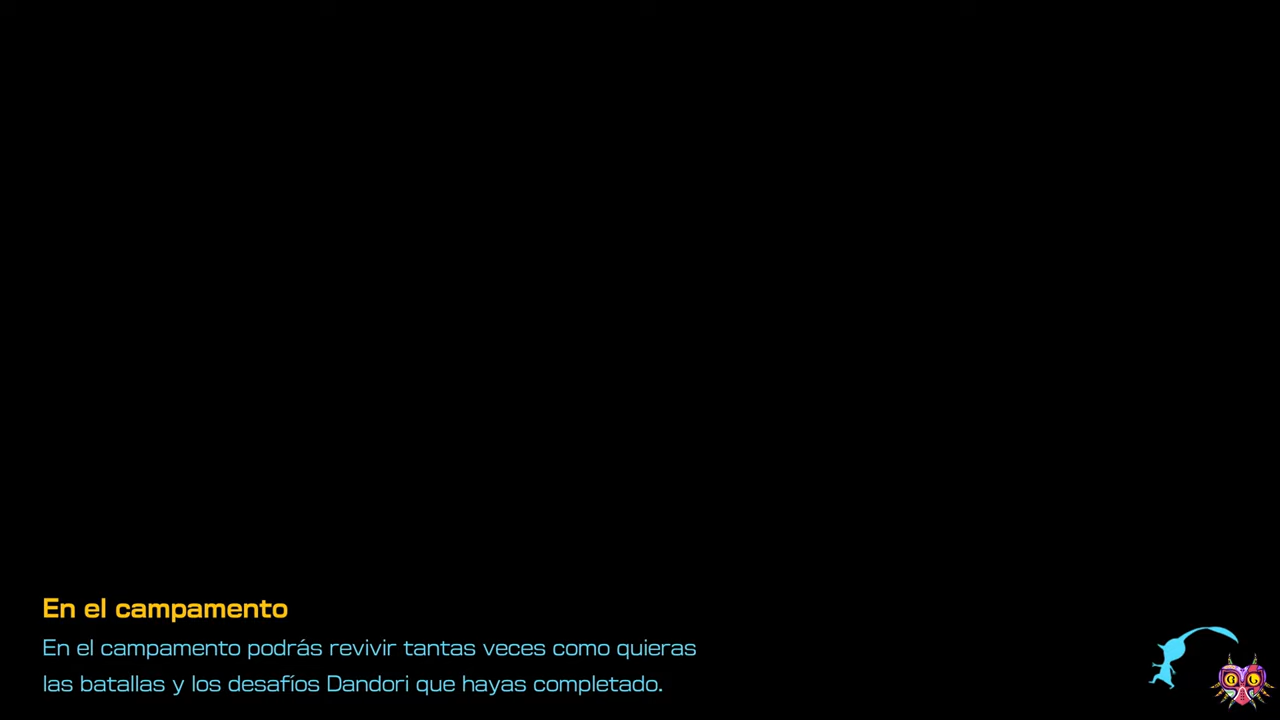 En el campamento
En el campamento podrás revivir tantas veces como quieras
las batallas y los desafíos Dandori que hayas completado.